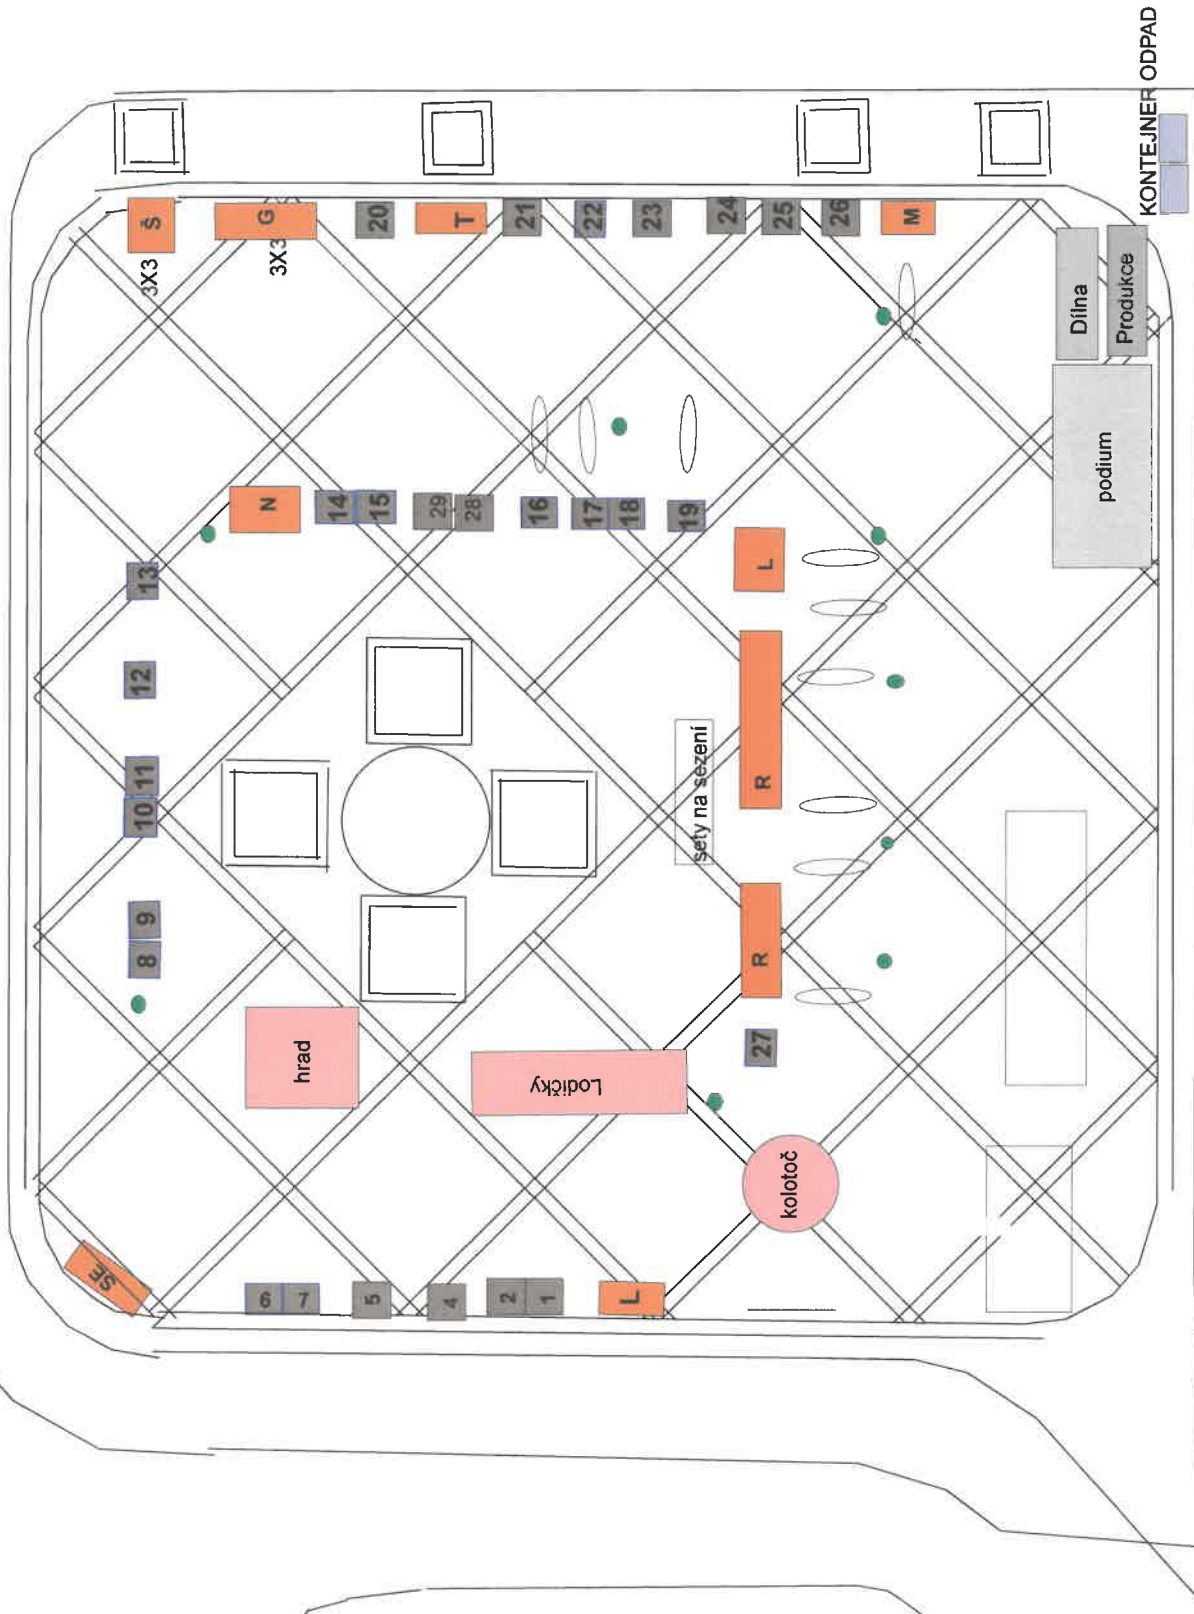 KONTEJNER ODPAD
Š
3X3
G
3X3
20
T
21
22
23
24
25
26
M
Dílna
Produkce
podium
N
14
15
29
28
16
17
18
19
L
13
12
11
10
9
8
R
sety na sezení
R
27
hrad
Lodičky
kolotoč
SE
6
7
5
4
2
1
L